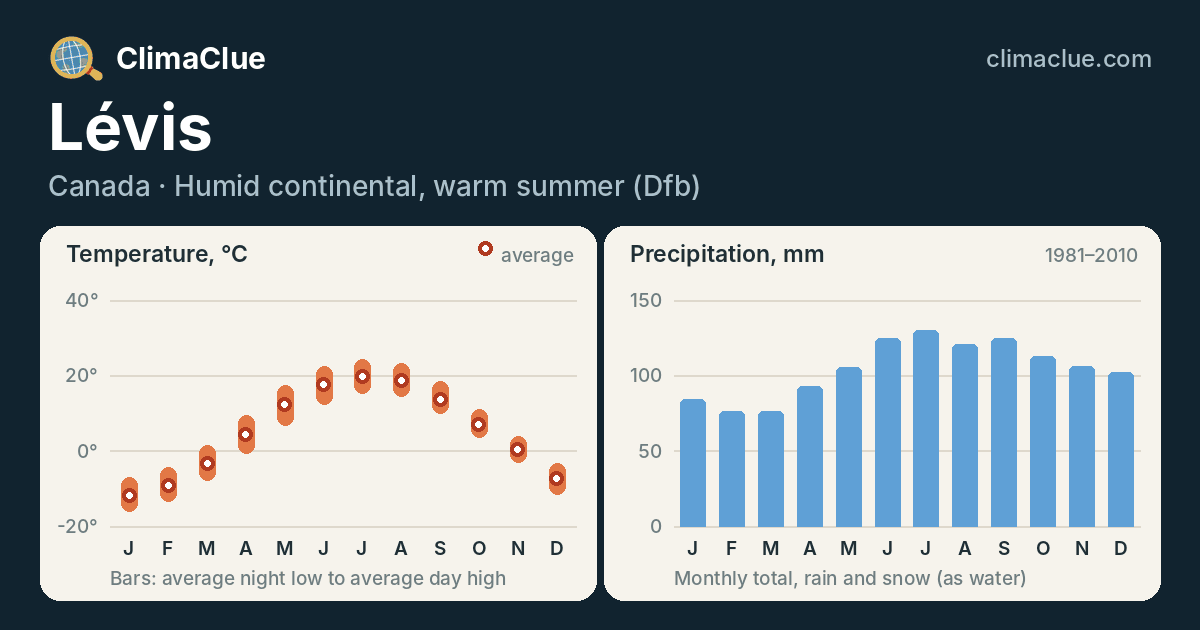 ClimaClue
climaclue.com
Lévis
Canada · Humid continental, warm summer (Dfb)
Temperature, °C
average
40°
20°
0°
-20°
J F M A M J J A S O N D
Bars: average night low to average day high
Precipitation, mm
1981–2010
150
100
50
0
J F M A M J J A S O N D
Monthly total, rain and snow (as water)